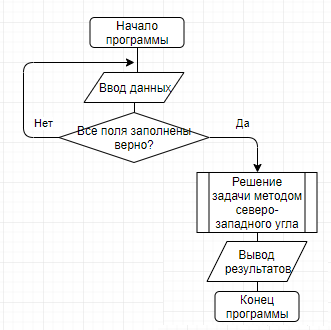 Начало
программы
Ввод данных
Нет
Все поля заполнены
верно?
Да
Решение
задачи методом
северо-
западного угла
Вывод
результатов
Конец
программы